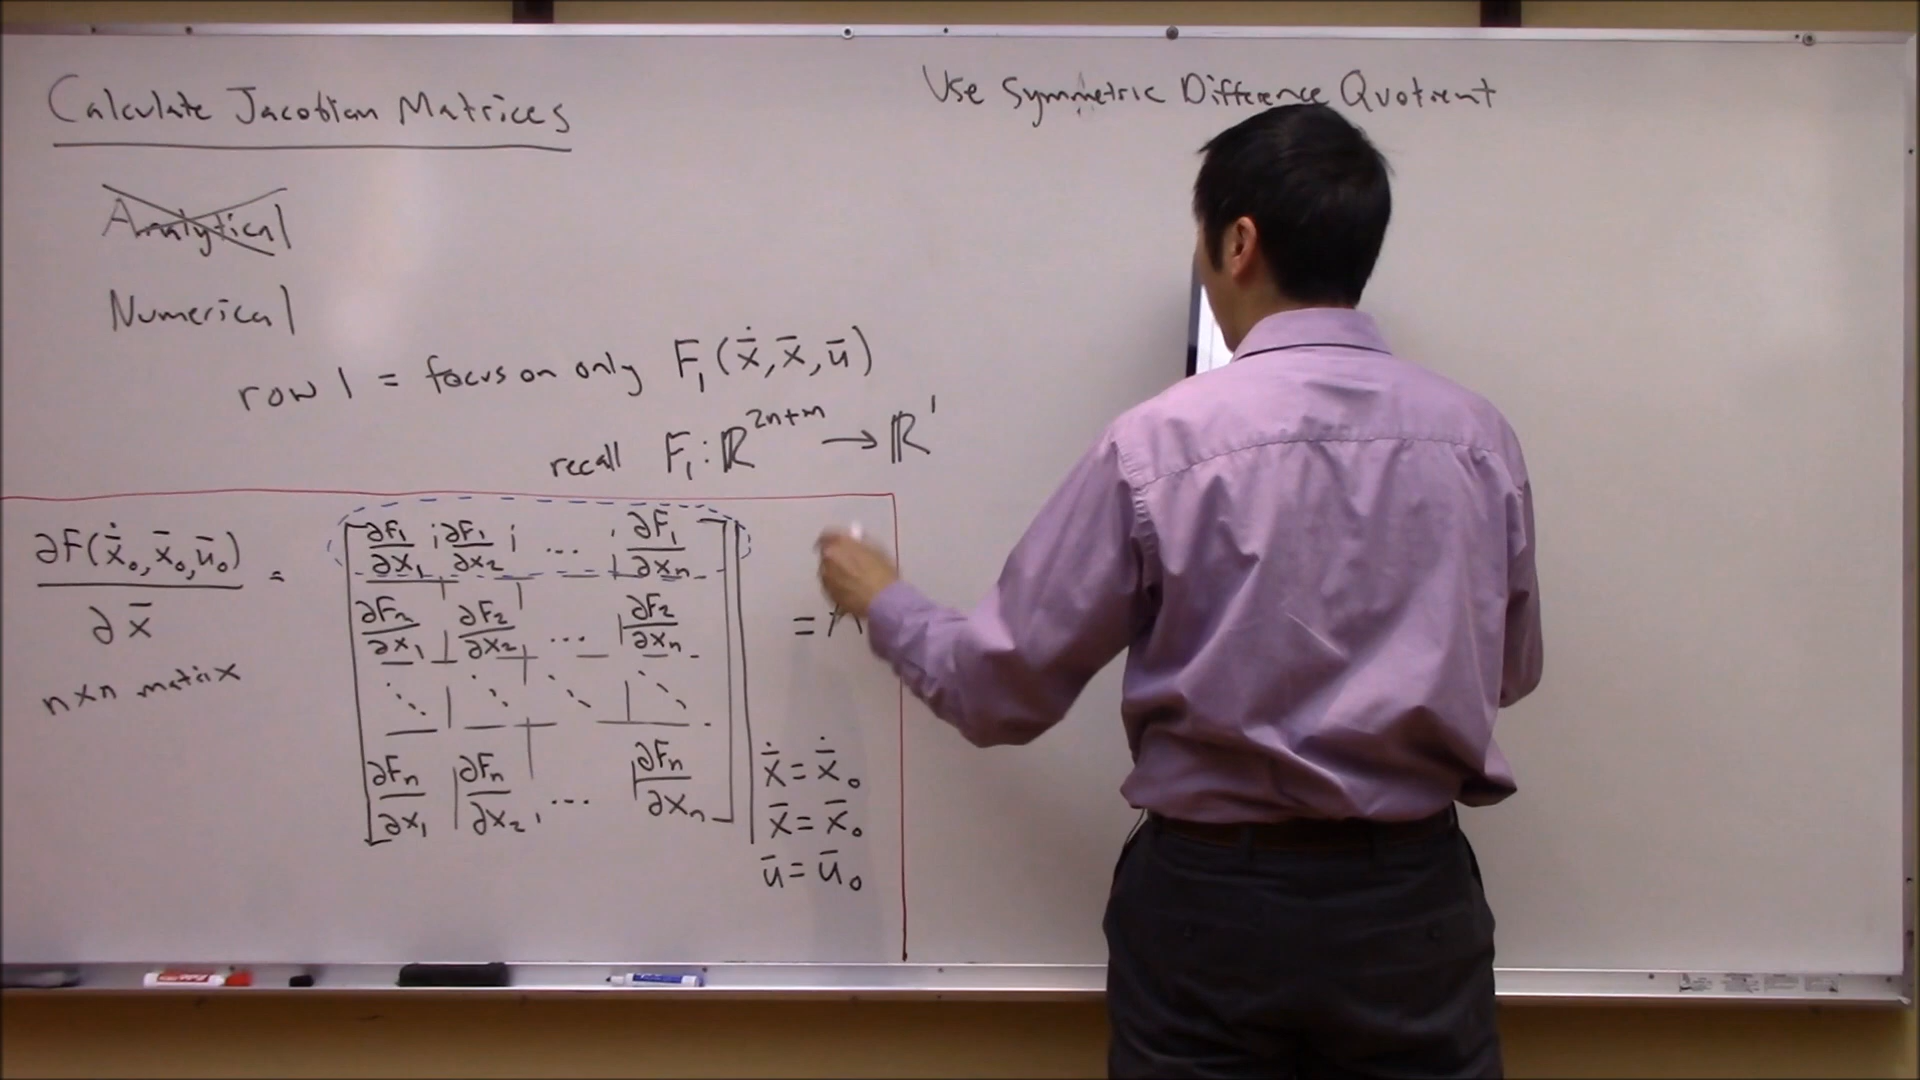 Calculate Jacobian Matrices
Analytical
Numerical
row 1 = focus on only F₁(ẋ̄, x̄, ū)
recall F₁: ℝ²ⁿ⁺ᵐ → ℝ¹
∂F(ẋ̄₀, x̄₀, ū₀) / ∂x̄ =
n×n matrix
∂F₁/∂x₁ ∂F₁/∂x₂ ... ∂F₁/∂xₙ
∂F₂/∂x₁ ∂F₂/∂x₂ ... ∂F₂/∂xₙ
∂Fₙ/∂x₁ ∂Fₙ/∂x₂ ... ∂Fₙ/∂xₙ
ẋ̄ = ẋ̄₀
x̄ = x̄₀
ū = ū₀
=
Use Symmetric Difference Quotient